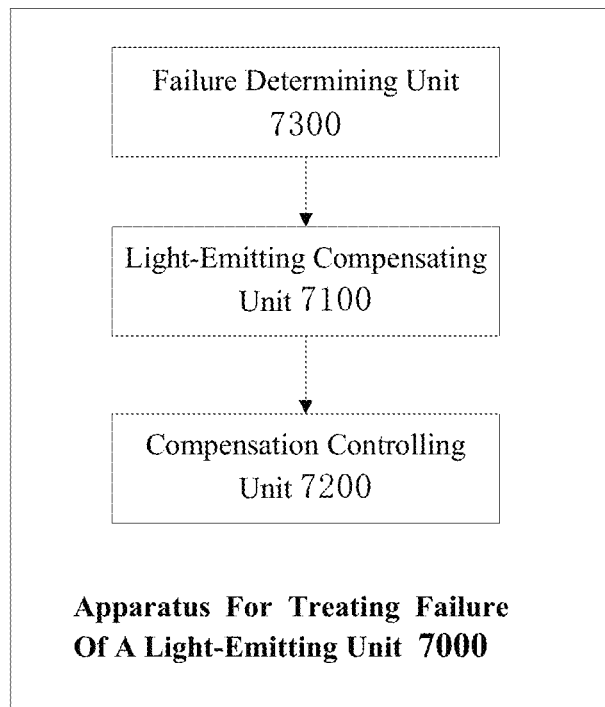 Failure Determining Unit
7300
Light-Emitting Compensating
Unit 7100
Compensation Controlling
Unit 7200
Apparatus For Treating Failure
Of A Light-Emitting Unit 7000